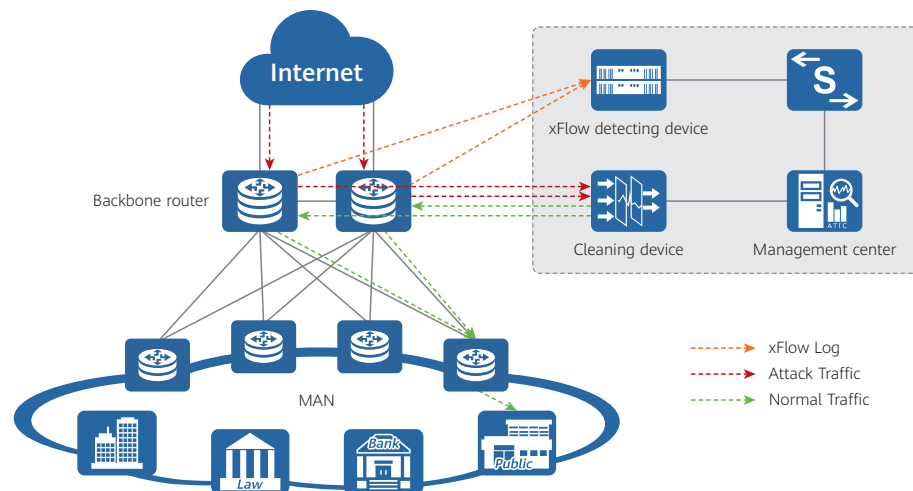 Internet
xFlow detecting device
S
Backbone router
ATIC
Cleaning device
Management center
xFlow Log
Attack Traffic
Normal Traffic
MAN
Bank
Law
Public